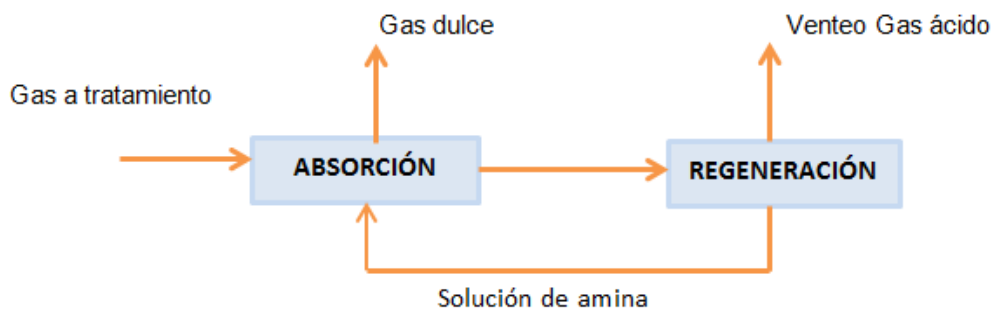 Gas dulce
Venteo Gas ácido
Gas a tratamiento
ABSORCIÓN
REGENERACIÓN
Solución de amina